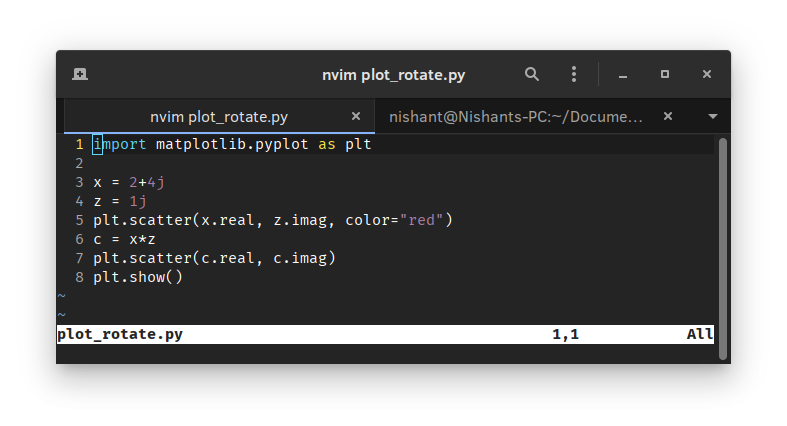 nvim plot_rotate.py
nvim plot_rotate.py nishant@Nishants-PC:~/Docume...
1 import matplotlib.pyplot as plt
2
3 x = 2+4j
4 z = 1j
5 plt.scatter(x.real, z.imag, color="red")
6 c = x*z
7 plt.scatter(c.real, c.imag)
8 plt.show()
~
~
plot_rotate.py 1,1 All